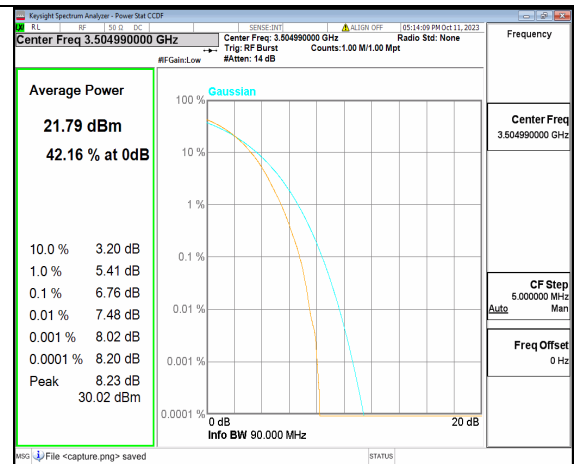 Keysight Spectrum Analyzer - Power Stat CCDF
RL RF 50 Ω DC SENSE:INT ALIGN OFF 05:14:09 PM Oct 11, 2023
Center Freq 3.504990000 GHz
Center Freq: 3.504990000 GHz Radio Std: None
Trig: RF Burst Counts:1.00 M/1.00 Mpt
#IFGain:Low #Atten: 14 dB
Frequency
Average Power
21.79 dBm
42.16 % at 0dB
10.0 % 3.20 dB
1.0 % 5.41 dB
0.1 % 6.76 dB
0.01 % 7.48 dB
0.001 % 8.02 dB
0.0001 % 8.20 dB
Peak 8.23 dB
30.02 dBm
Gaussian
100 %
10 %
1 %
0.1 %
0.01 %
0.001 %
0.0001 %
0 dB 20 dB
Info BW 90.000 MHz
Center Freq
3.504990000 GHz
CF Step
5.000000 MHz
Auto Man
Freq Offset
0 Hz
MSG File <capture.png> saved STATUS